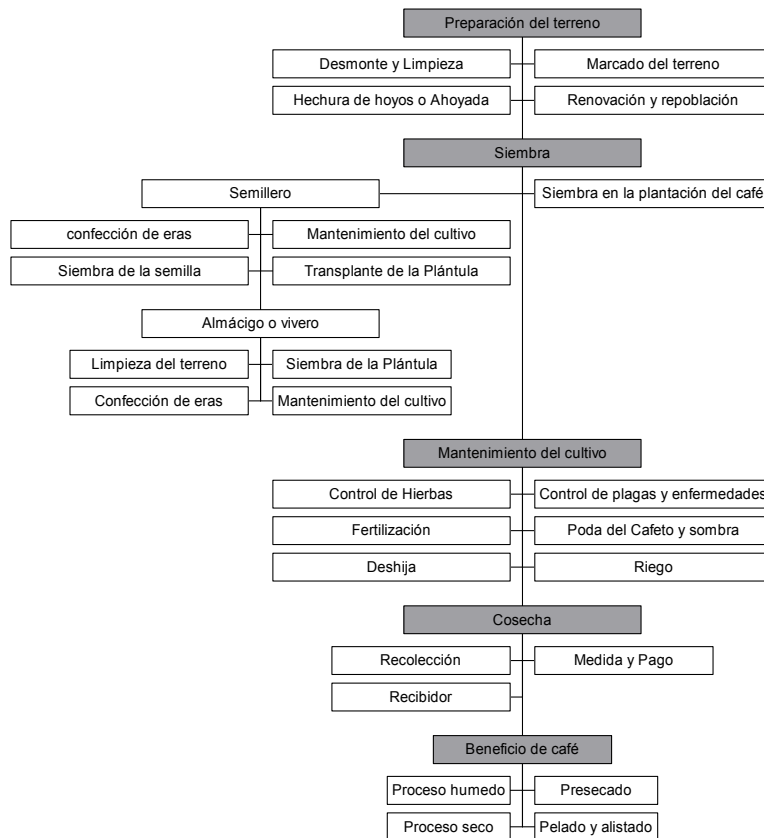 Preparación del terreno
Desmonte y Limpieza
Marcado del terreno
Hechura de hoyos o Ahoyada
Renovación y repoblación
Siembra
Semillero
Siembra en la plantación del café
confección de eras
Mantenimiento del cultivo
Siembra de la semilla
Transplante de la Plántula
Almácigo o vivero
Limpieza del terreno
Siembra de la Plántula
Confección de eras
Mantenimiento del cultivo
Mantenimiento del cultivo
Control de Hierbas
Control de plagas y enfermedades
Fertilización
Poda del Cafeto y sombra
Deshija
Riego
Cosecha
Recolección
Medida y Pago
Recibidor
Beneficio de café
Proceso humedo
Presecado
Proceso seco
Pelado y alistado